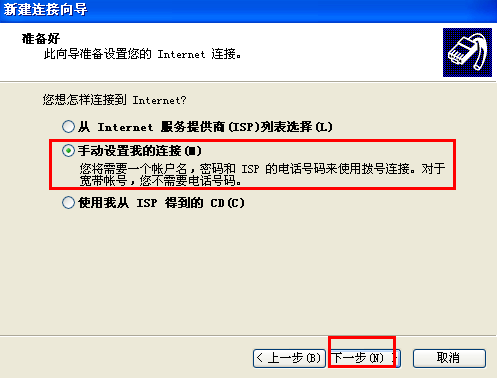 新建连接向导
准备好
此向导准备设置您的 Internet 连接。
您想怎样连接到 Internet?
从 Internet 服务提供商(ISP)列表选择(L)
手动设置我的连接(M)
您将需要一个帐户名，密码和 ISP 的电话号码来使用拨号连接。对于
宽带帐号，您不需要电话号码。
使用我从 ISP 得到的 CD(C)
< 上一步(B)
下一步(N) >
取消